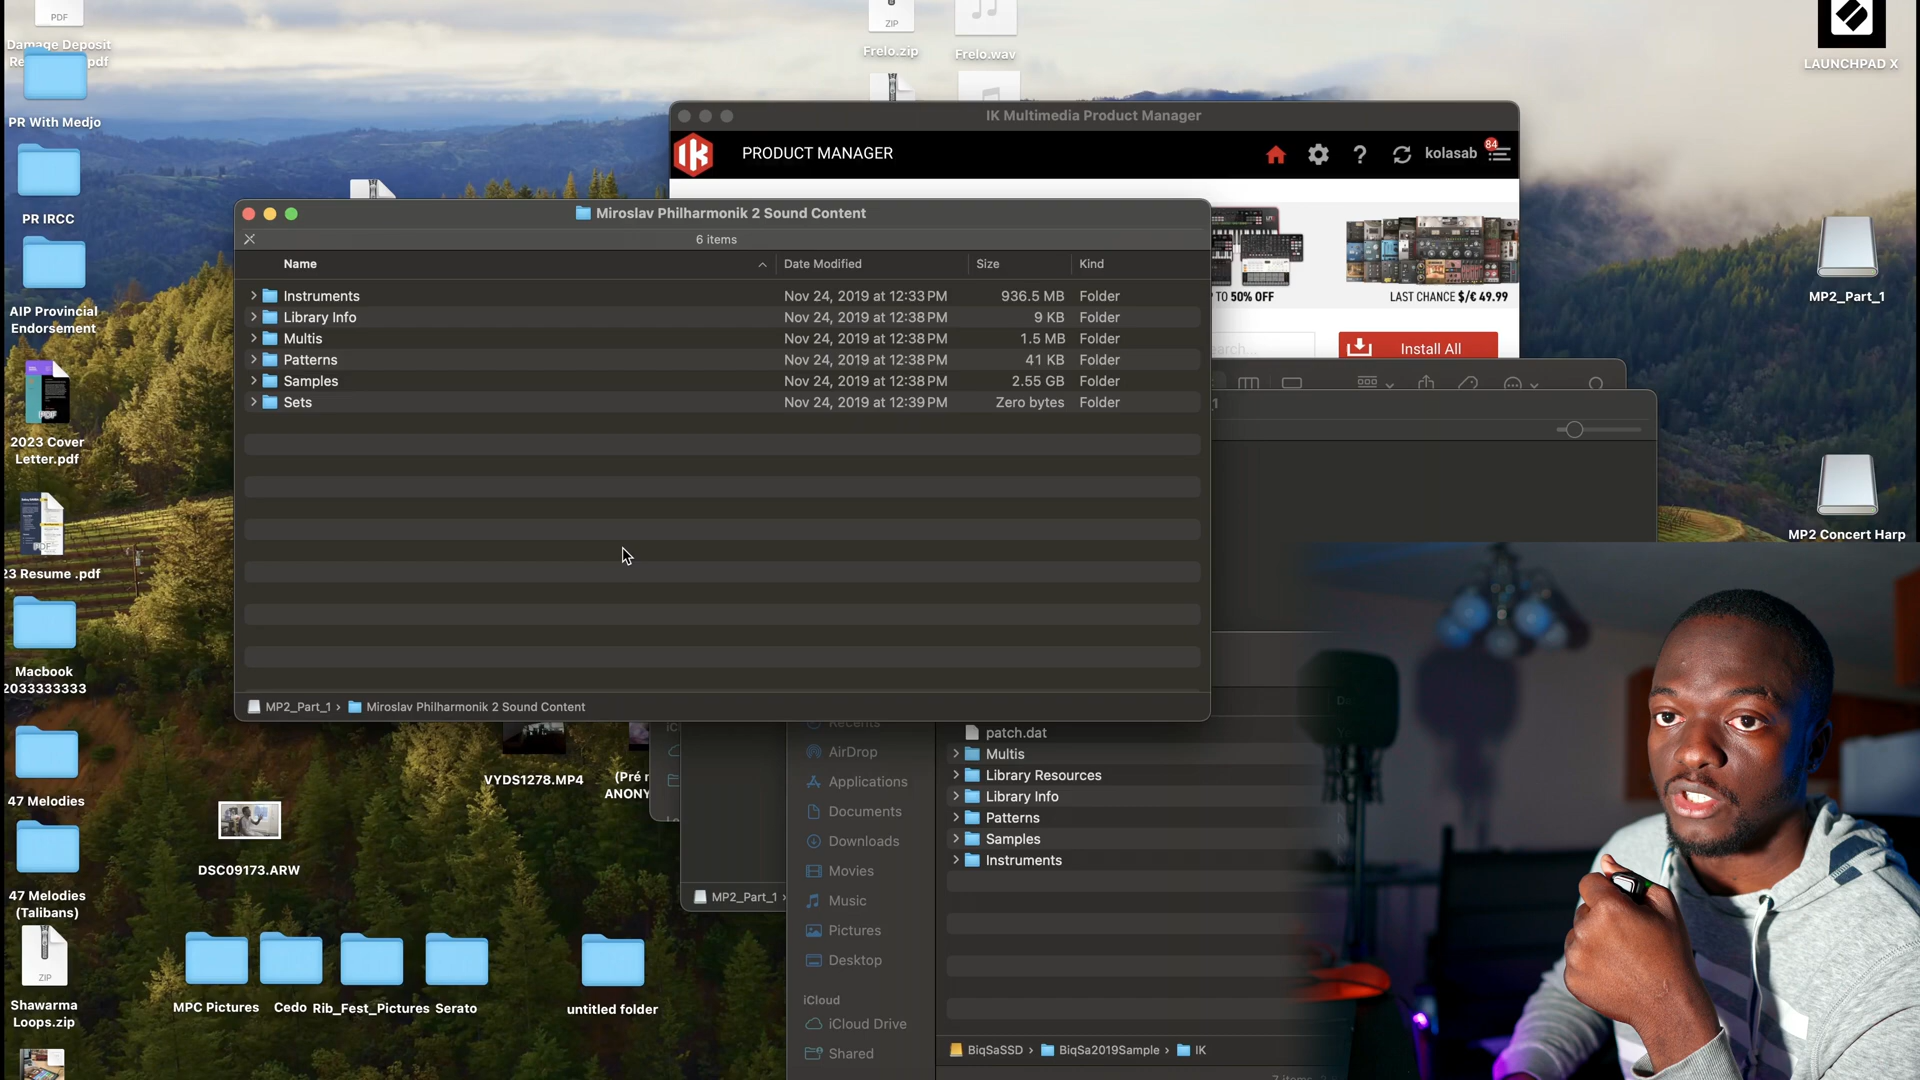 PDF
Damage Deposit
ZIP
Frelo.zip
Frelo.wav
LAUNCHPAD X
PR With Medjo
PR IRCC
AIP Provincial
Endorsement
2023 Cover
Letter.pdf
23 Resume .pdf
Macbook
2033333333
47 Melodies
47 Melodies
(Talibans)
ZIP
Shawarma
Loops.zip
DSC09173.ARW
MPC Pictures
Cedo
Rib_Fest_Pictures
Serato
untitled folder
VYDS1278.MP4
(Pré
ANONY
MP2_Part_1
MP2 Concert Harp
IK Multimedia Product Manager
PRODUCT MANAGER
kolasab
84
TO 50% OFF
LAST CHANCE $/€ 49.99
Install All
Miroslav Philharmonik 2 Sound Content
6 items
Name Date Modified Size Kind
Instruments Nov 24, 2019 at 12:33 PM 936.5 MB Folder
Library Info Nov 24, 2019 at 12:38 PM 9 KB Folder
Multis Nov 24, 2019 at 12:38 PM 1.5 MB Folder
Patterns Nov 24, 2019 at 12:38 PM 41 KB Folder
Samples Nov 24, 2019 at 12:38 PM 2.55 GB Folder
Sets Nov 24, 2019 at 12:39 PM Zero bytes Folder
MP2_Part_1 › Miroslav Philharmonik 2 Sound Content
MP2_Part_1 ›
Recents
AirDrop
Applications
Documents
Downloads
Movies
Music
Pictures
Desktop
iCloud
iCloud Drive
Shared
patch.dat
Multis
Library Resources
Library Info
Patterns
Samples
Instruments
BiqSaSSD › BiqSa2019Sample › IK